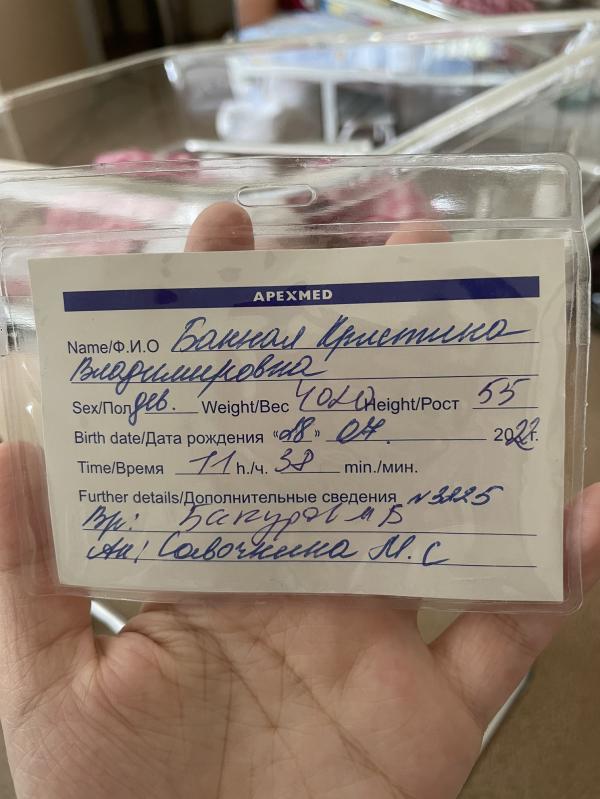 APEXMED
Name/Ф.И.О Банная Кристина
Владимировна
Sex/Пол дев. Weight/Вес 4020 Height/Рост 55
Birth date/Дата рождения «28» 07. 2022г.
Time/Время 11 h./ч. 38 min./мин.
Further details/Дополнительные сведения N3225
Вр:
Ак: Савочкина М.С